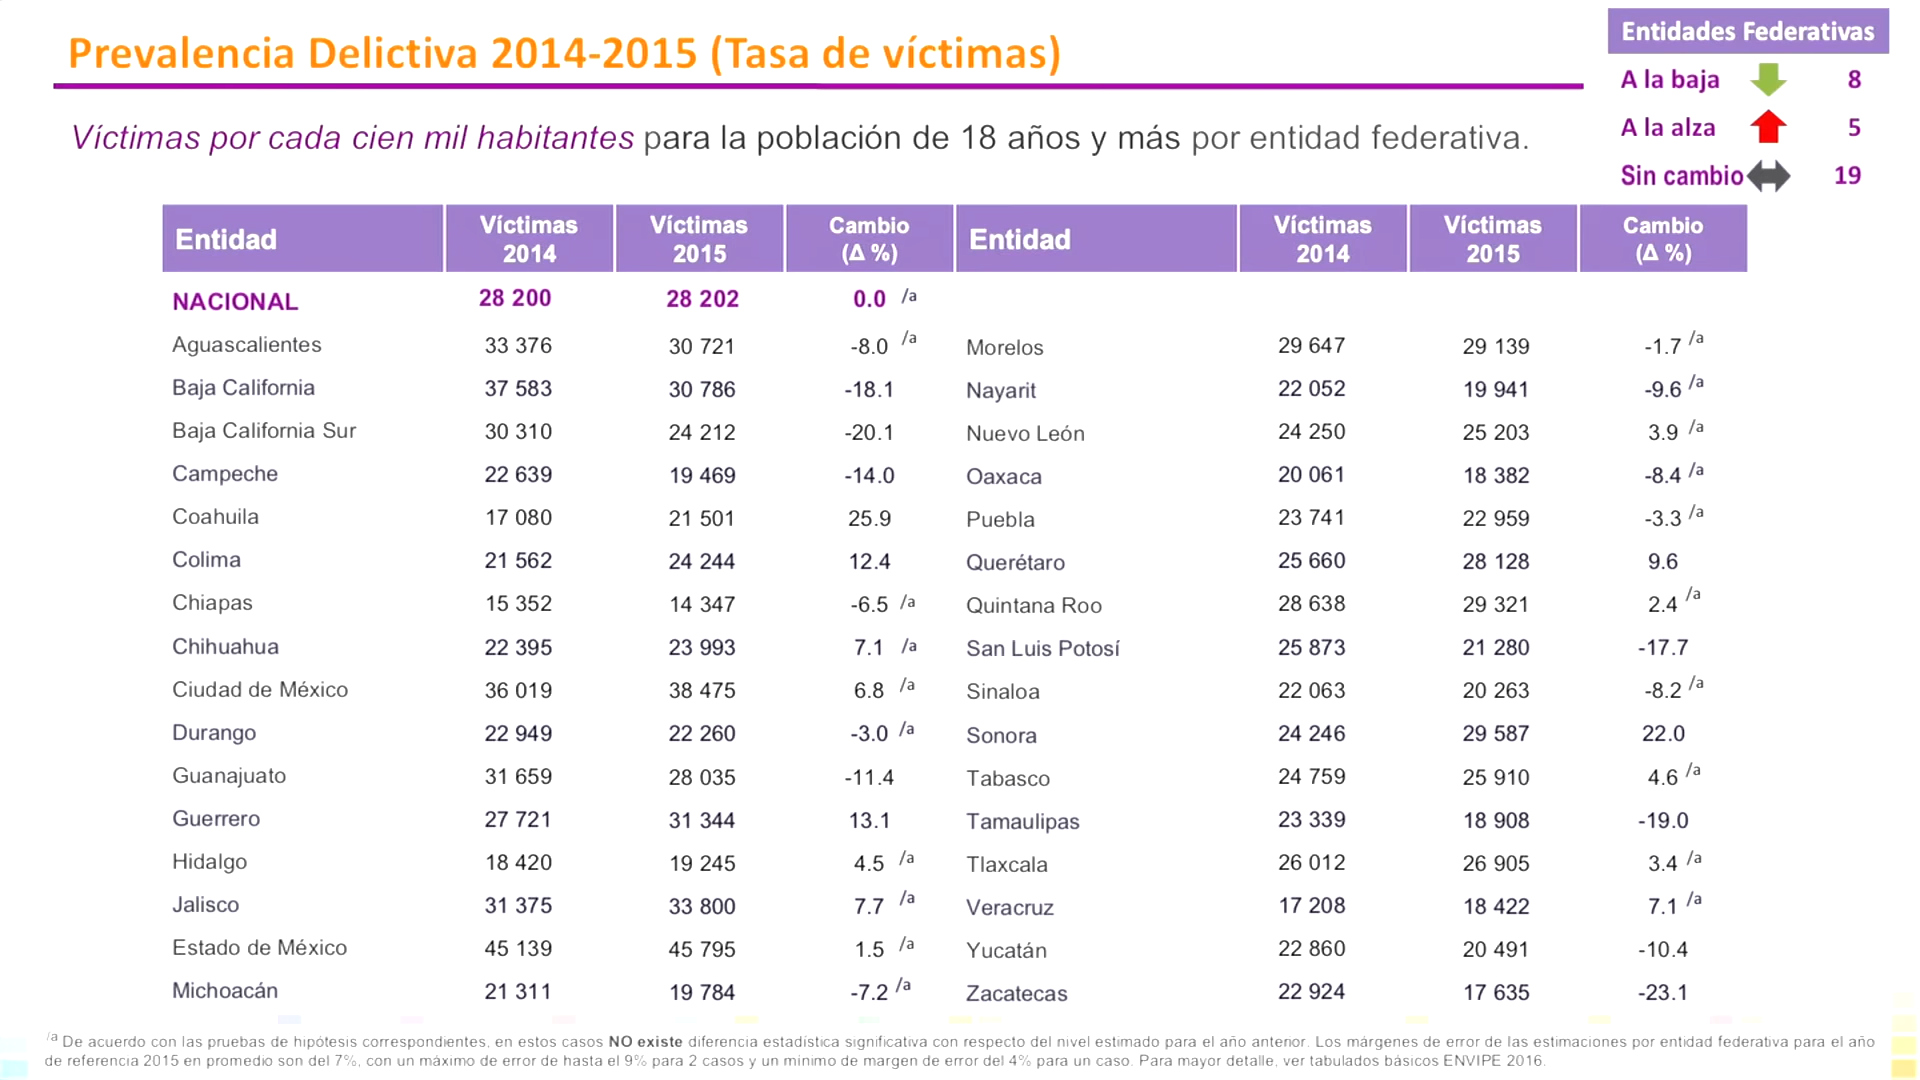 Prevalencia Delictiva 2014-2015 (Tasa de víctimas)
Entidades Federativas
A la baja 8
A la alza 5
Sin cambio 19
Víctimas por cada cien mil habitantes para la población de 18 años y más por entidad federativa.
Entidad Víctimas 2014 Víctimas 2015 Cambio (Δ %) Entidad Víctimas 2014 Víctimas 2015 Cambio (Δ %)
NACIONAL 28 200 28 202 0.0 /a
Aguascalientes 33 376 30 721 -8.0 /a Morelos 29 647 29 139 -1.7 /a
Baja California 37 583 30 786 -18.1 Nayarit 22 052 19 941 -9.6 /a
Baja California Sur 30 310 24 212 -20.1 Nuevo León 24 250 25 203 3.9 /a
Campeche 22 639 19 469 -14.0 Oaxaca 20 061 18 382 -8.4 /a
Coahuila 17 080 21 501 25.9 Puebla 23 741 22 959 -3.3 /a
Colima 21 562 24 244 12.4 Querétaro 25 660 28 128 9.6
Chiapas 15 352 14 347 -6.5 /a Quintana Roo 28 638 29 321 2.4 /a
Chihuahua 22 395 23 993 7.1 /a San Luis Potosí 25 873 21 280 -17.7
Ciudad de México 36 019 38 475 6.8 /a Sinaloa 22 063 20 263 -8.2 /a
Durango 22 949 22 260 -3.0 /a Sonora 24 246 29 587 22.0
Guanajuato 31 659 28 035 -11.4 Tabasco 24 759 25 910 4.6 /a
Guerrero 27 721 31 344 13.1 Tamaulipas 23 339 18 908 -19.0
Hidalgo 18 420 19 245 4.5 /a Tlaxcala 26 012 26 905 3.4 /a
Jalisco 31 375 33 800 7.7 /a Veracruz 17 208 18 422 7.1 /a
Estado de México 45 139 45 795 1.5 /a Yucatán 22 860 20 491 -10.4
Michoacán 21 311 19 784 -7.2 /a Zacatecas 22 924 17 635 -23.1
/a De acuerdo con las pruebas de hipótesis correspondientes, en estos casos NO existe diferencia estadística significativa con respecto del nivel estimado para el año anterior. Los márgenes de error de las estimaciones por entidad federativa para el año
de referencia 2015 en promedio son del 7%, con un máximo de error de hasta el 9% para 2 casos y un mínimo de margen de error del 4% para un caso. Para mayor detalle, ver tabulados básicos ENVIPE 2016.